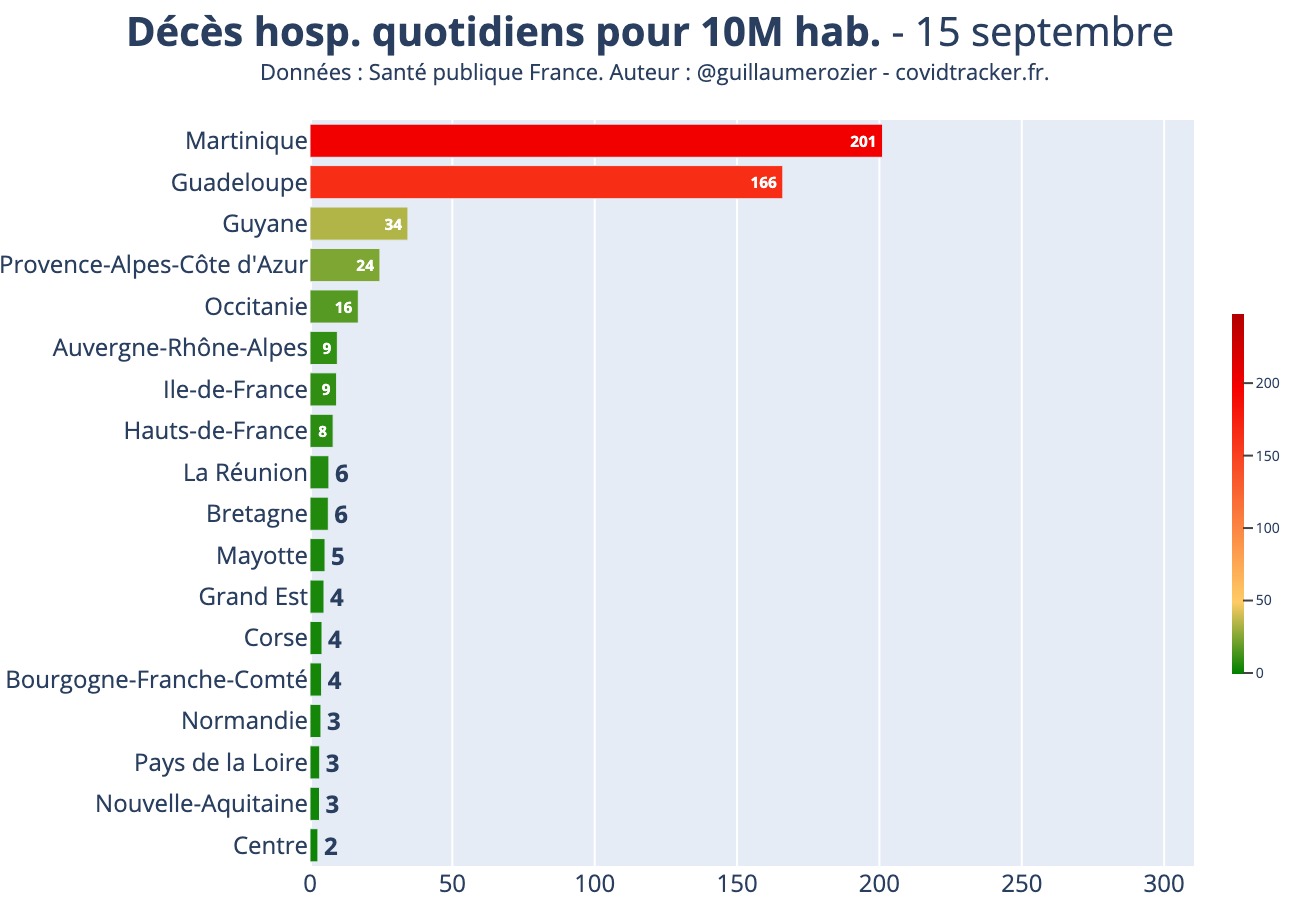 Décès hosp. quotidiens pour 10M hab. - 15 septembre
Données : Santé publique France. Auteur : @guillaumerozier - covidtracker.fr.
Martinique 201
Guadeloupe 166
Guyane 34
Provence-Alpes-Côte d'Azur 24
Occitanie 16
Auvergne-Rhône-Alpes 9
Ile-de-France 9
Hauts-de-France 8
La Réunion 6
Bretagne 6
Mayotte 5
Grand Est 4
Corse 4
Bourgogne-Franche-Comté 4
Normandie 3
Pays de la Loire 3
Nouvelle-Aquitaine 3
Centre 2
0 50 100 150 200 250 300
200
150
100
50
0